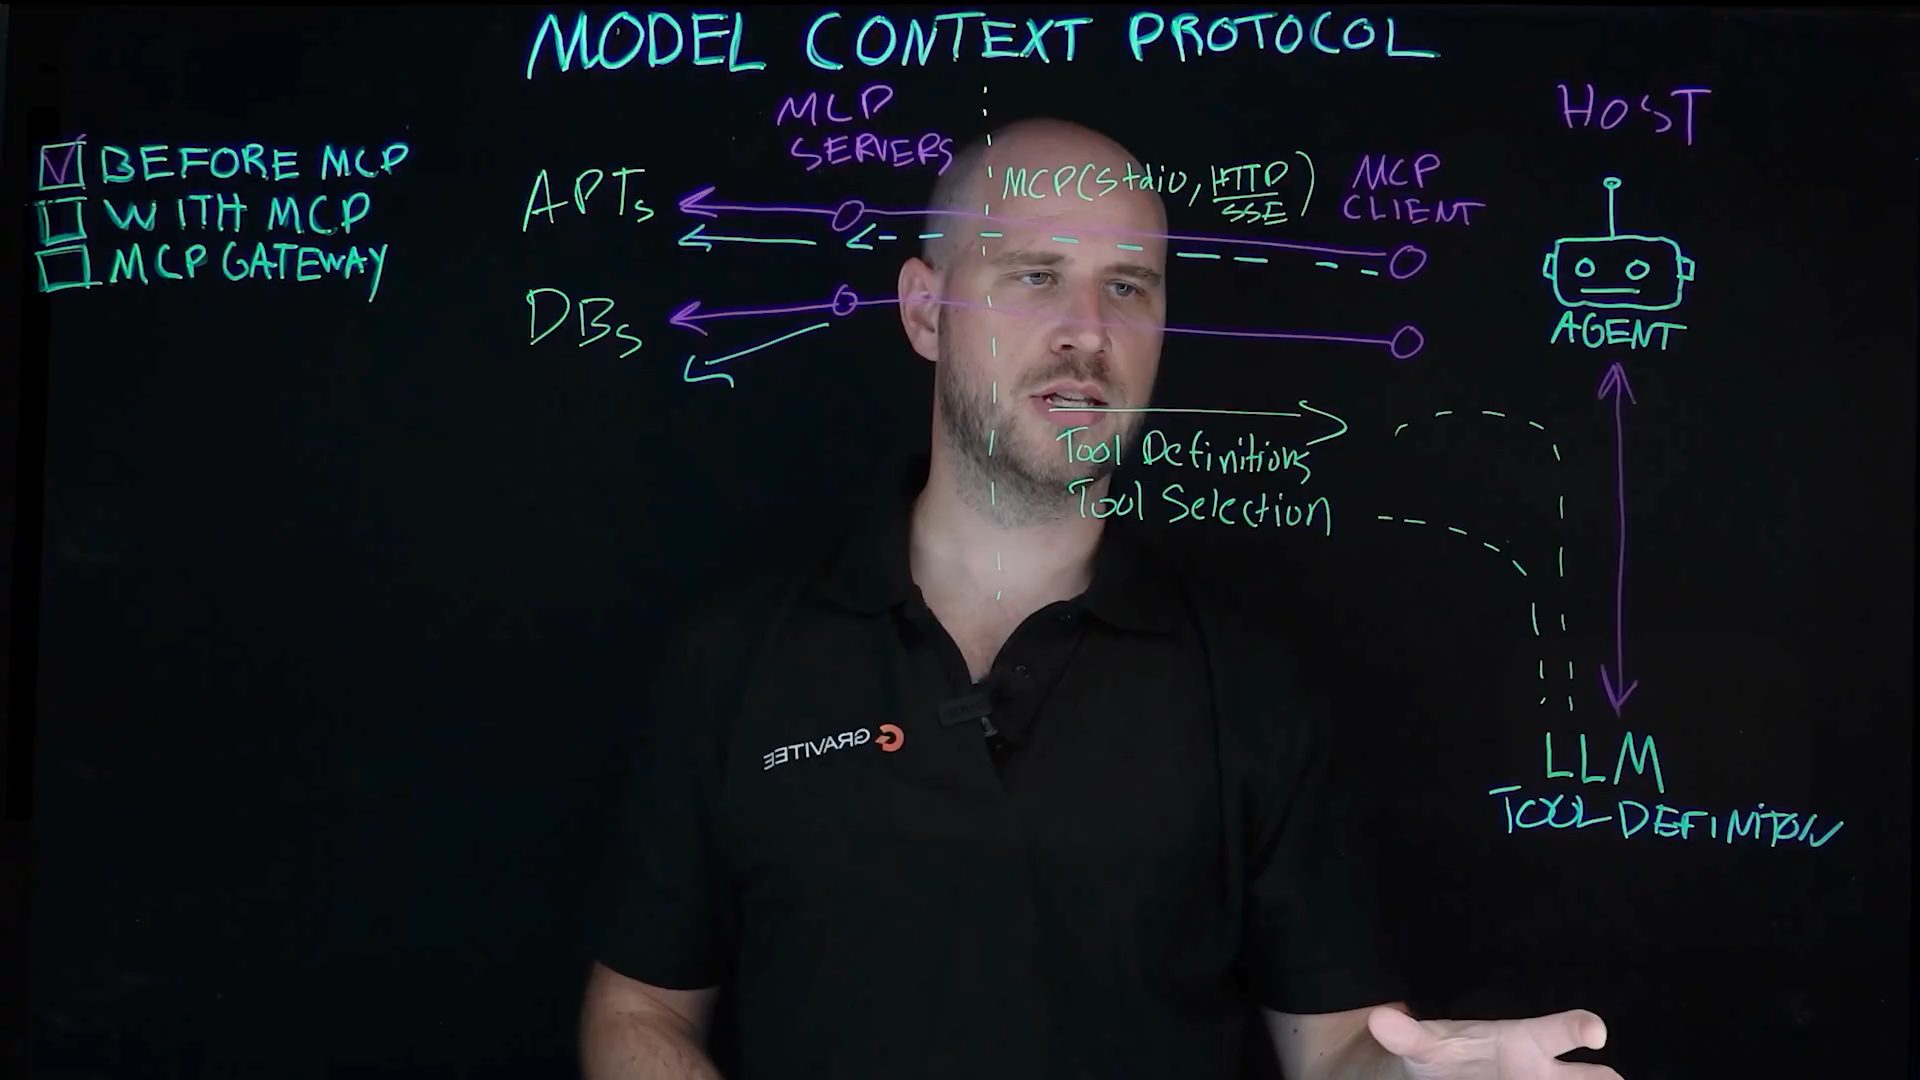 MODEL CONTEXT PROTOCOL
BEFORE MCP
WITH MCP
MCP GATEWAY
MCP
SERVERS
APIs
DBs
MCP(stdio, HTTP
SSE)
MCP
CLIENT
HOST
AGENT
Tool Definitions
Tool Selection
LLM
TOOL DEFINITON
GRAVITEE